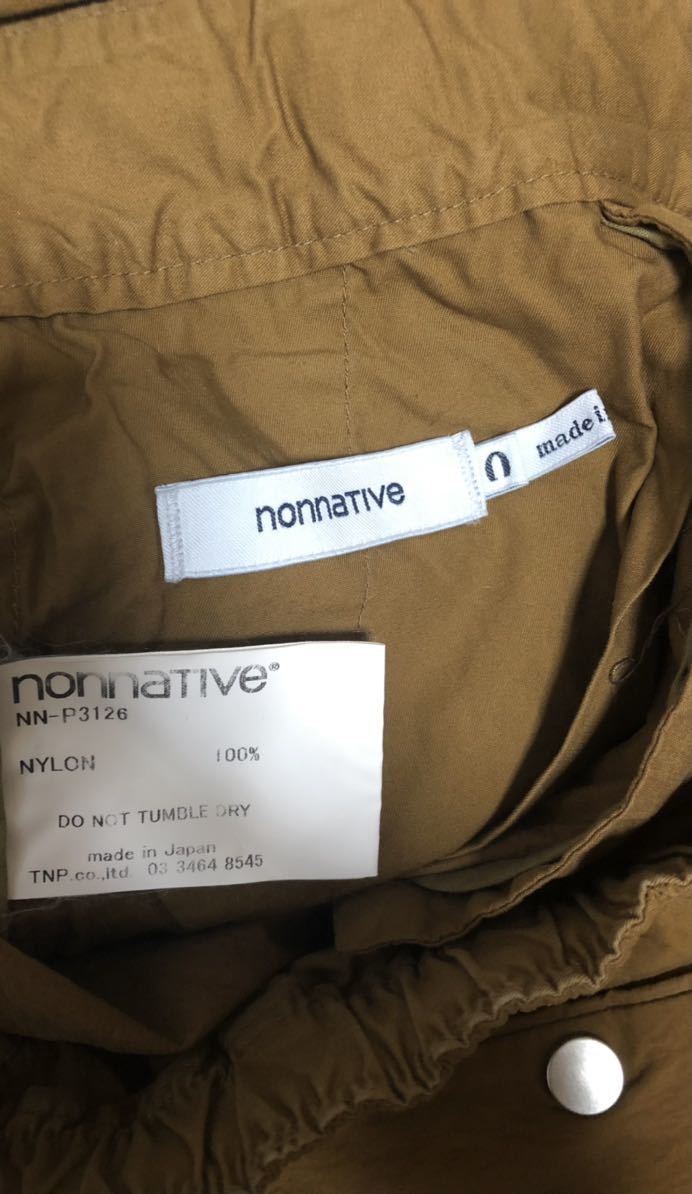 nonnative
0 made in
nonnative®
NN-P3126
NYLON 100%
DO NOT TUMBLE DRY
made in Japan
TNP.co.,ltd. 03 3464 8545